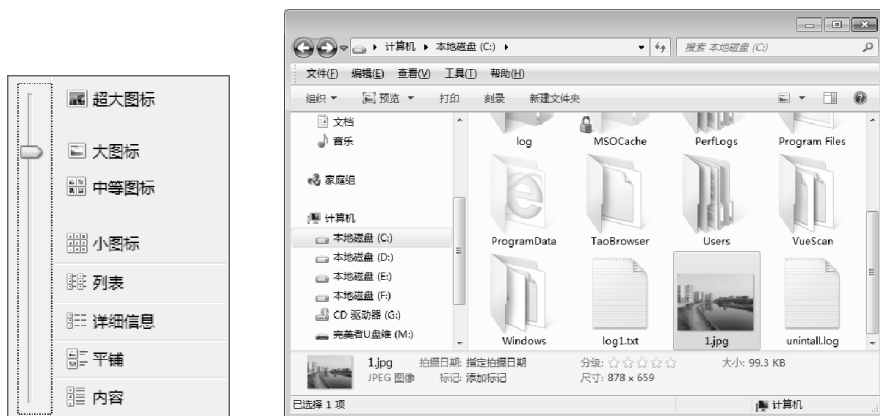 超大图标
大图标
中等图标
小图标
列表
详细信息
平铺
内容
计算机 本地磁盘 (C:)
搜索 本地磁盘 (C:)
文件(F) 编辑(E) 查看(V) 工具(T) 帮助(H)
组织 预览 打印 刻录 新建文件夹
文档
音乐
家庭组
计算机
本地磁盘 (C:)
本地磁盘 (D:)
本地磁盘 (E:)
本地磁盘 (F:)
CD 驱动器 (G:)
完美者U盘维 (M:)
log MSOCache PerfLogs Program Files
ProgramData TaoBrowser Users VueScan
Windows log1.txt 1.jpg unintall.log
1.jpg 拍摄日期: 指定拍摄日期 分级: ☆☆☆☆☆ 大小: 99.3 KB
JPEG 图像 标记: 添加标记 尺寸: 878 x 659
已选择 1 项 计算机